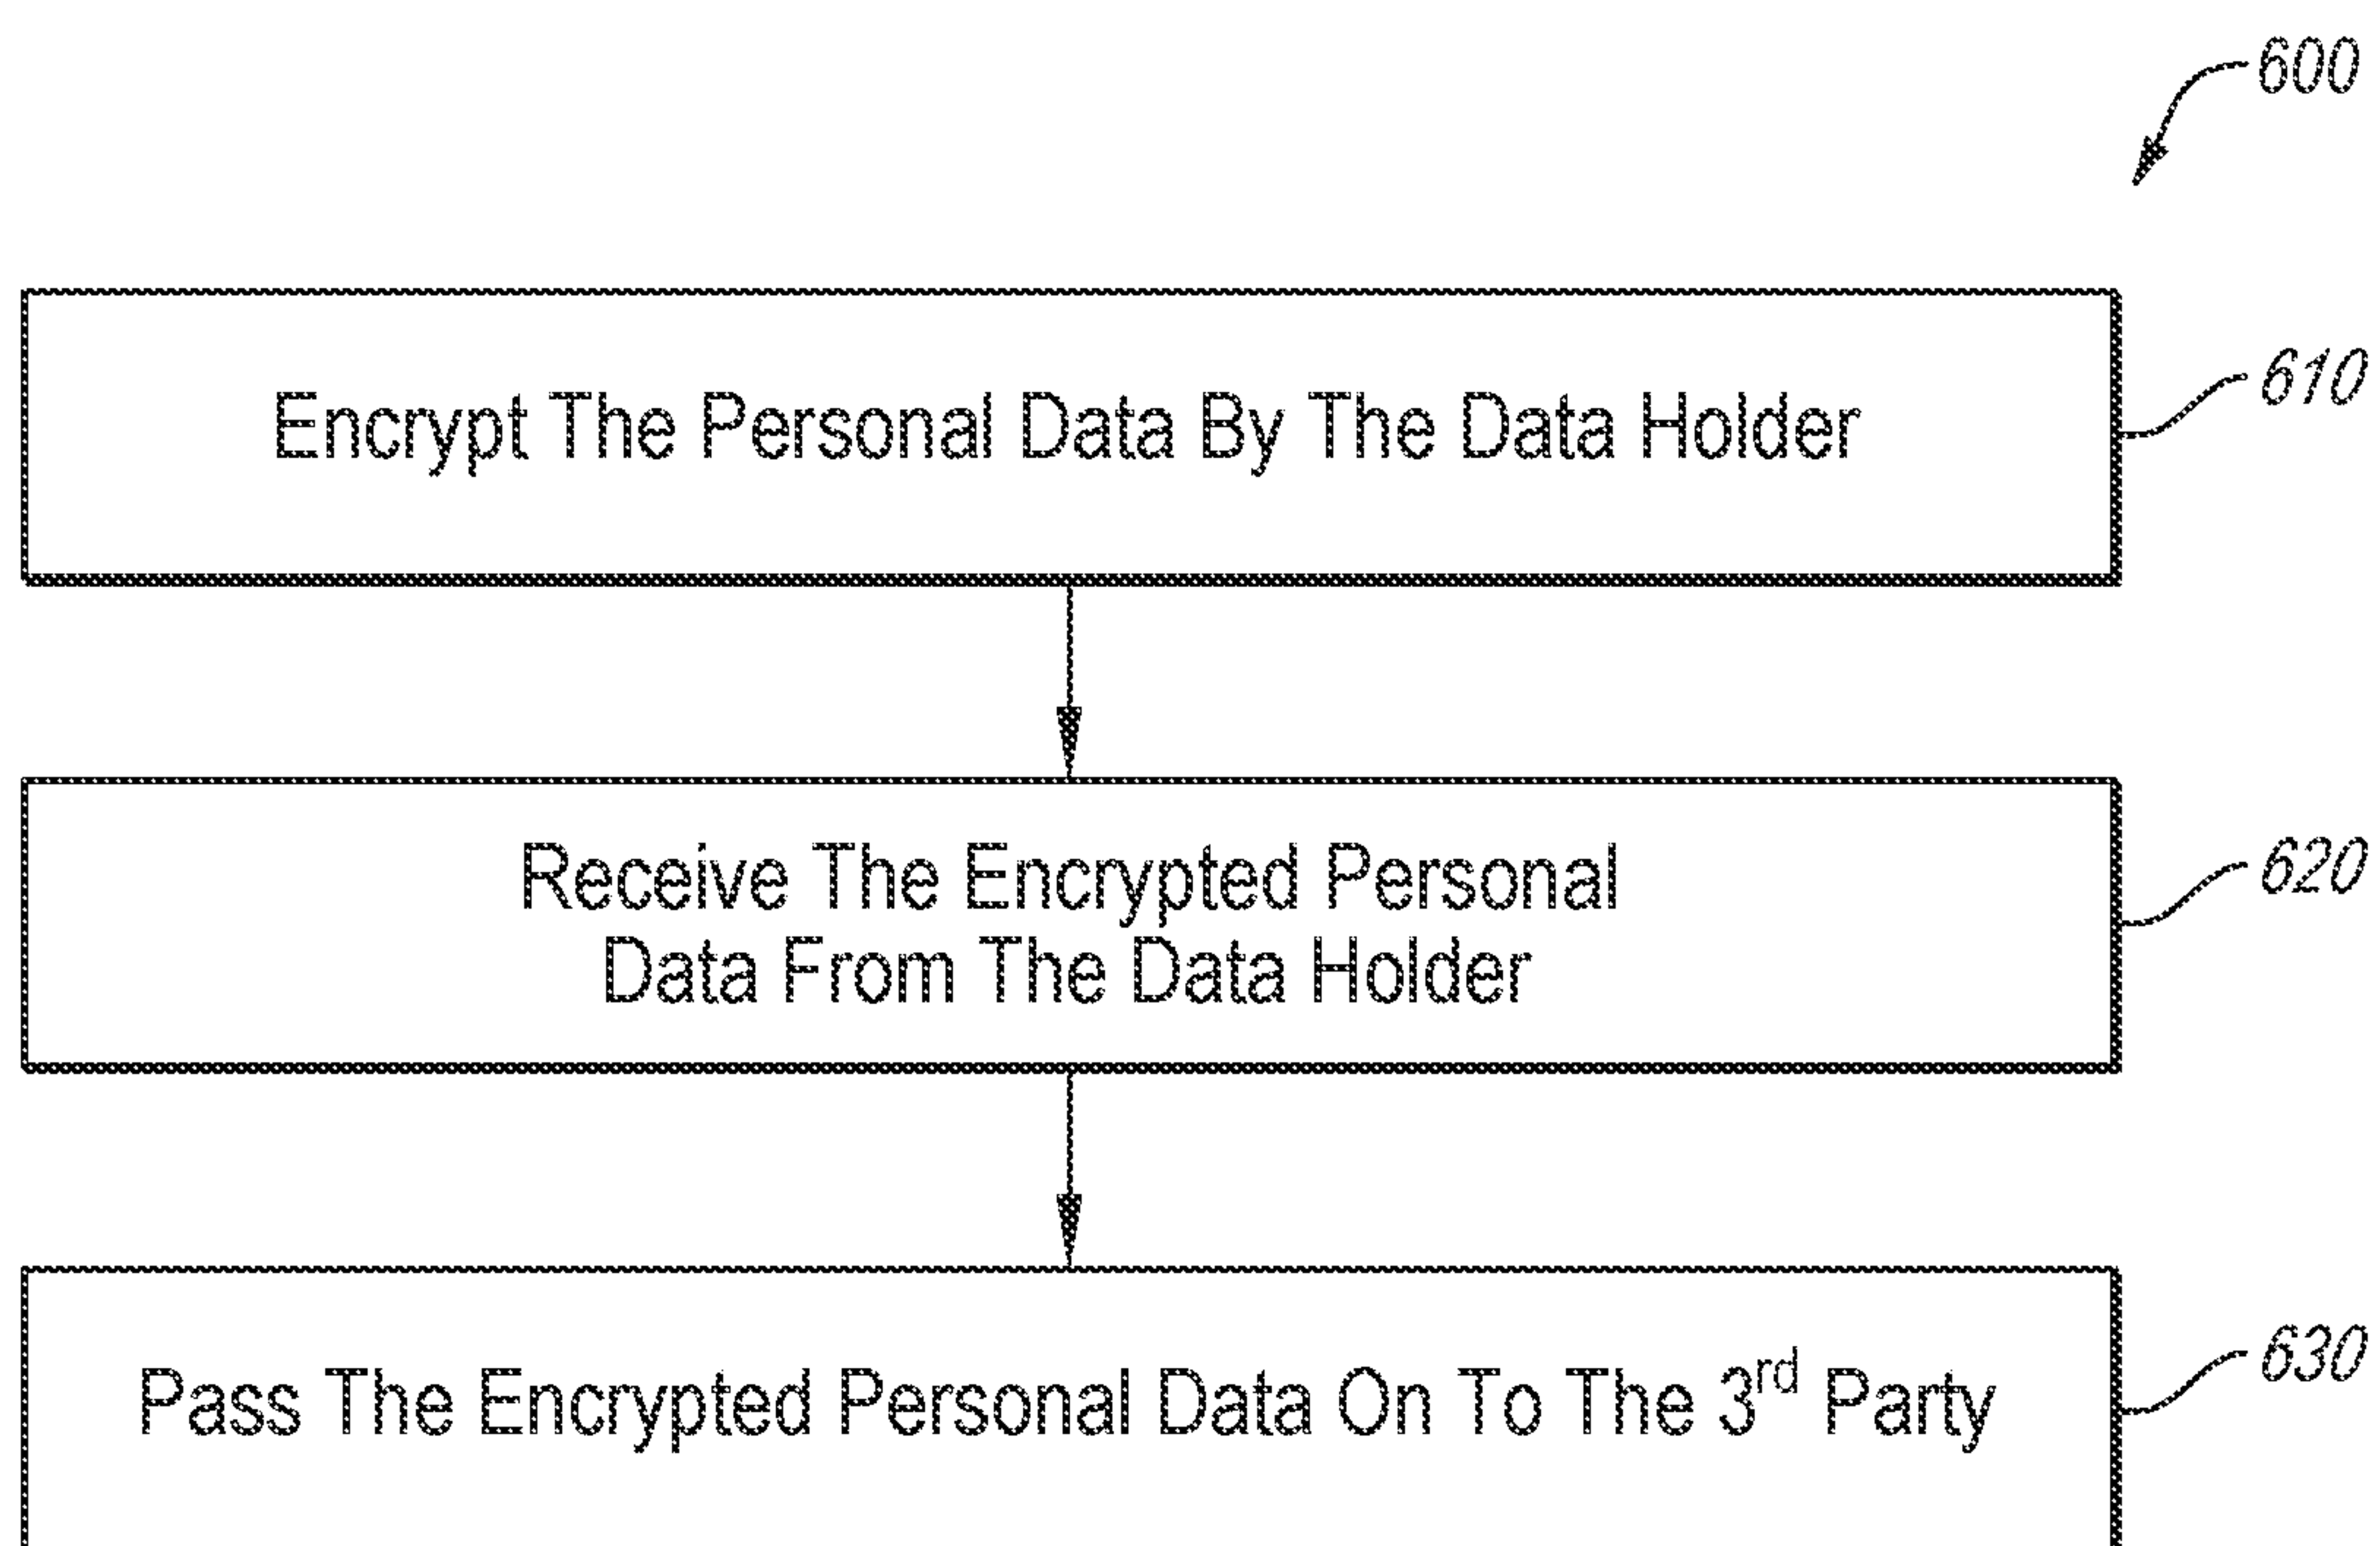 600
Encrypt The Personal Data By The Data Holder
610
Receive The Encrypted Personal
Data From The Data Holder
620
Pass The Encrypted Personal Data On To The 3rd Party
630